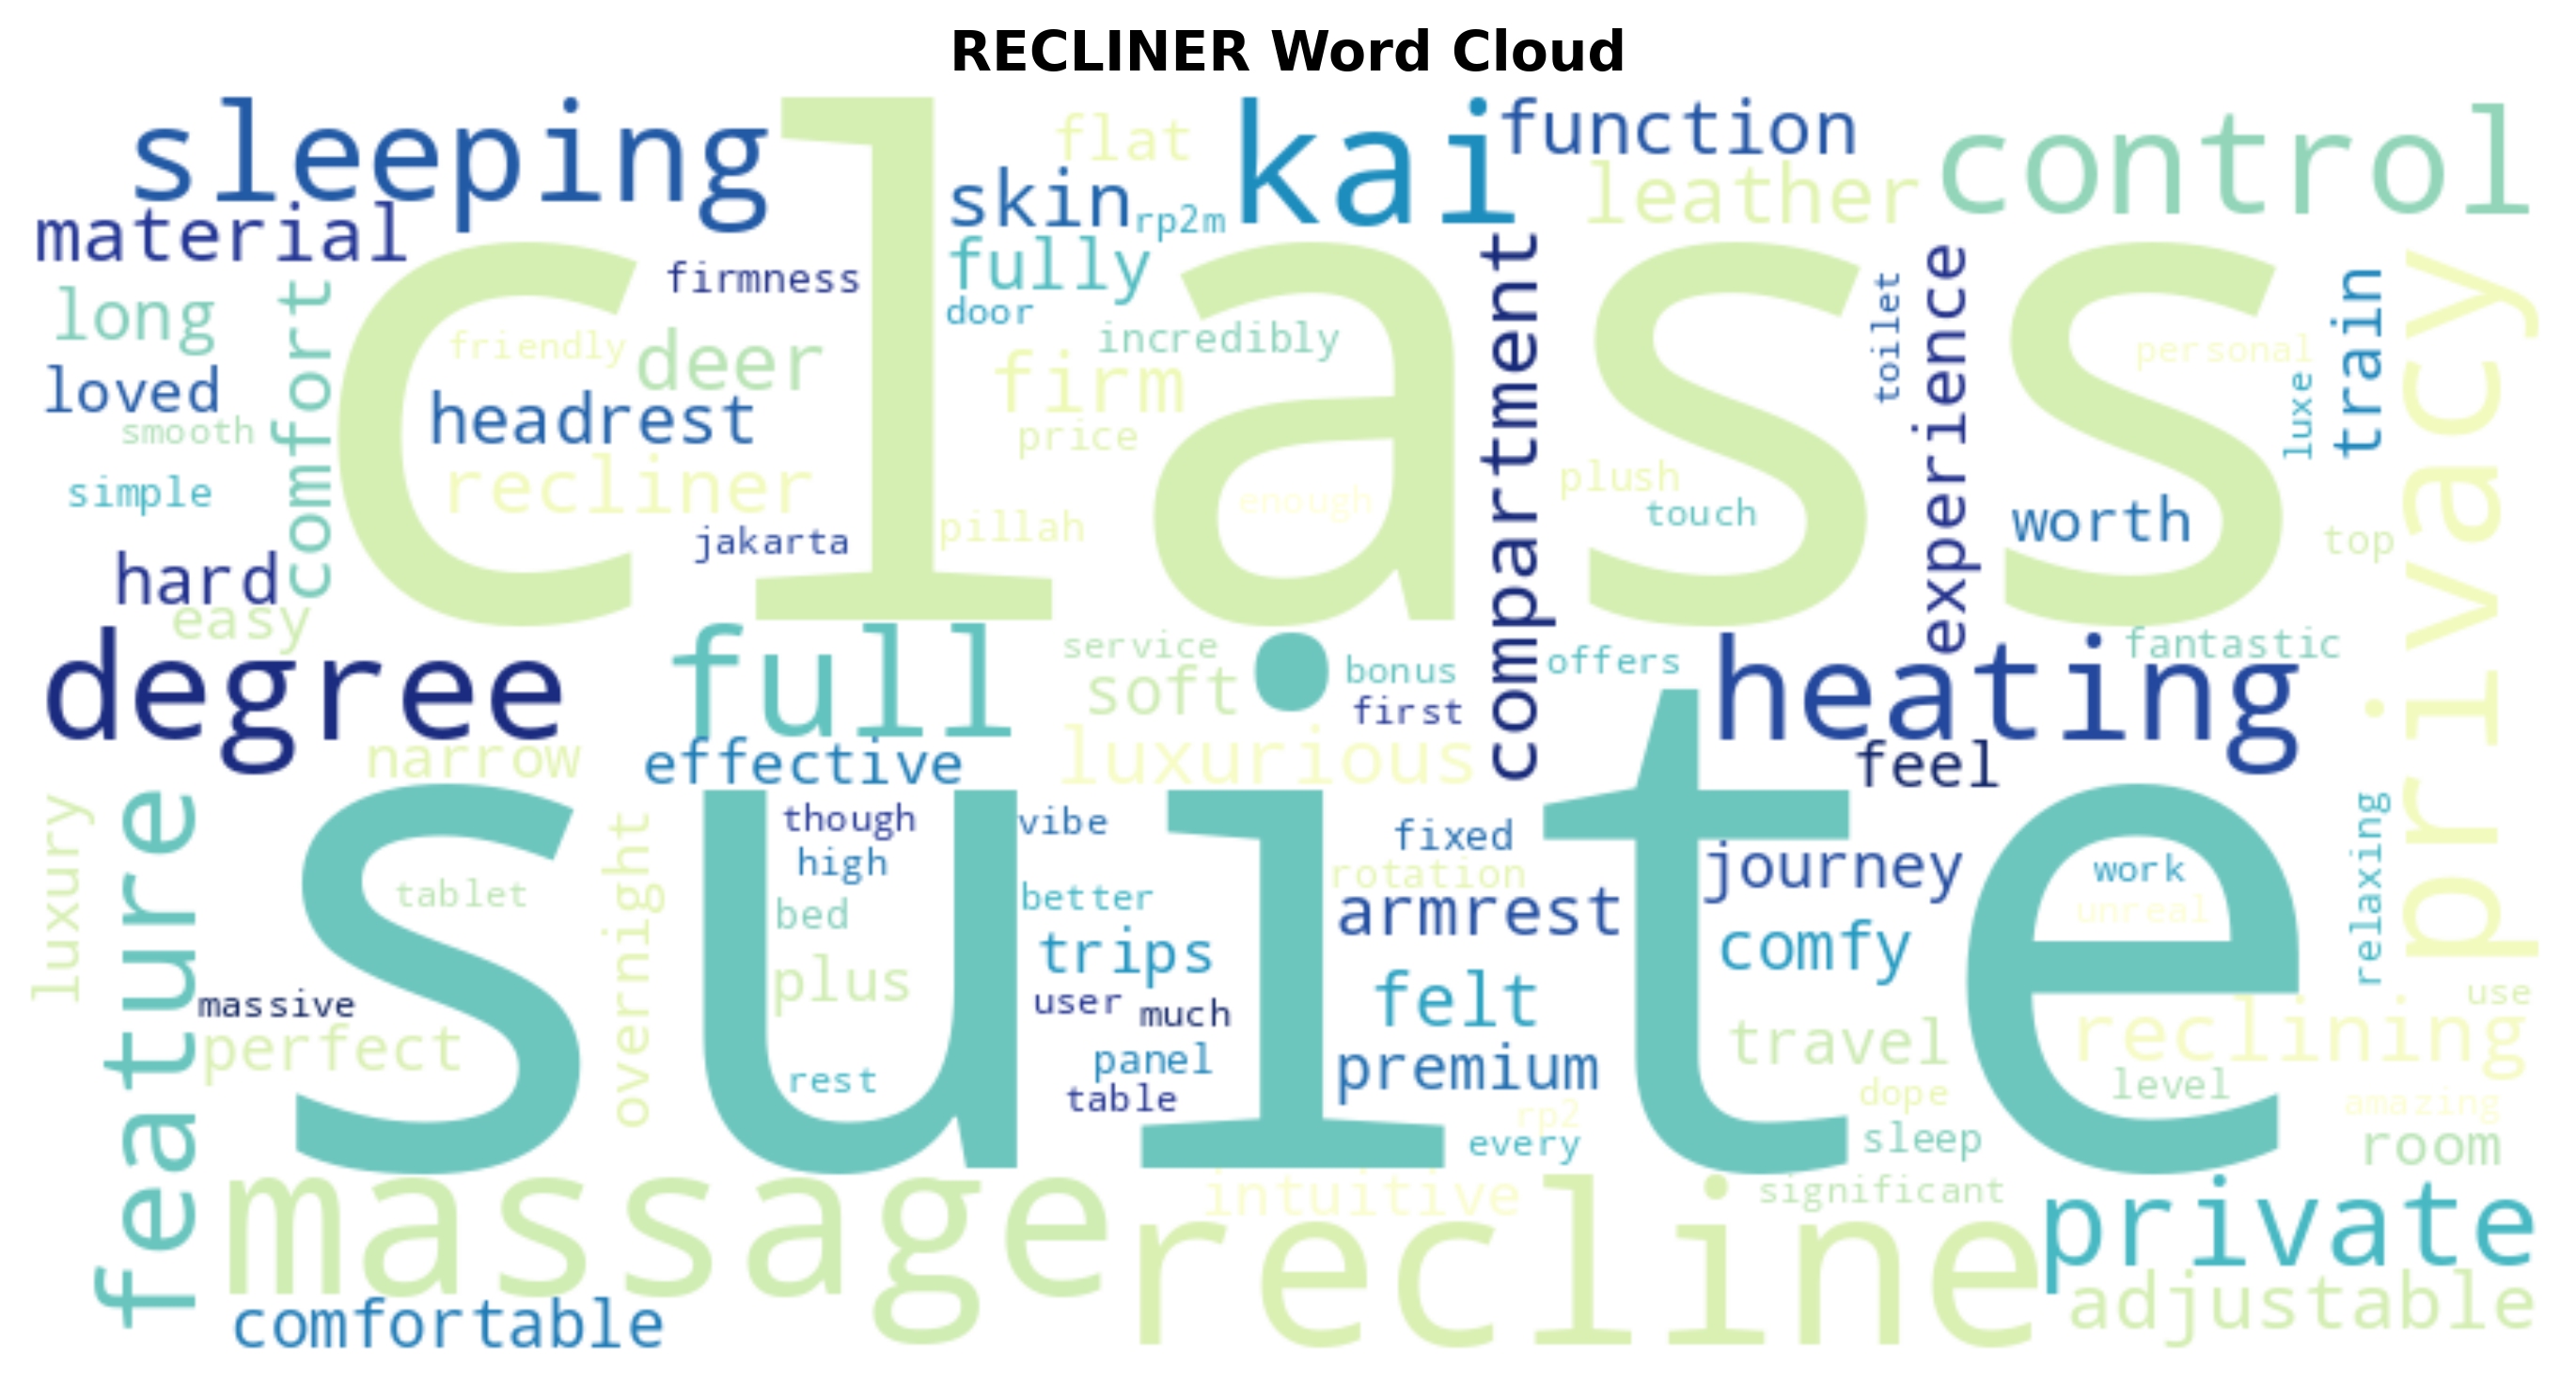 RECLINER Word Cloud
sleeping
class
flat
kai
function
control
skin
rp2m
leather
material
fully
firmness
door
long
comfort
friendly
deer
incredibly
compartment
toilet
experience
personal
train
privacy
loved
headrest
firm
luxe
smooth
price
recliner
simple
plush
touch
enough
worth
jakarta
pillah
top
hard
easy
degree
full
service
soft
bonus
offers
heating
fantastic
first
narrow
effective
luxurious
feel
suite
luxury
feature
overnight
though
vibe
fixed
high
rotation
journey
work
relaxing
tablet
bed
better
armrest
unreal
trips
comfy
plus
felt
massive
user
much
use
perfect
panel
premium
travel
reclining
rest
table
rp2
dope
level
amazing
every
sleep
room
massage
intuitive
recline
significant
private
comfortable
adjustable